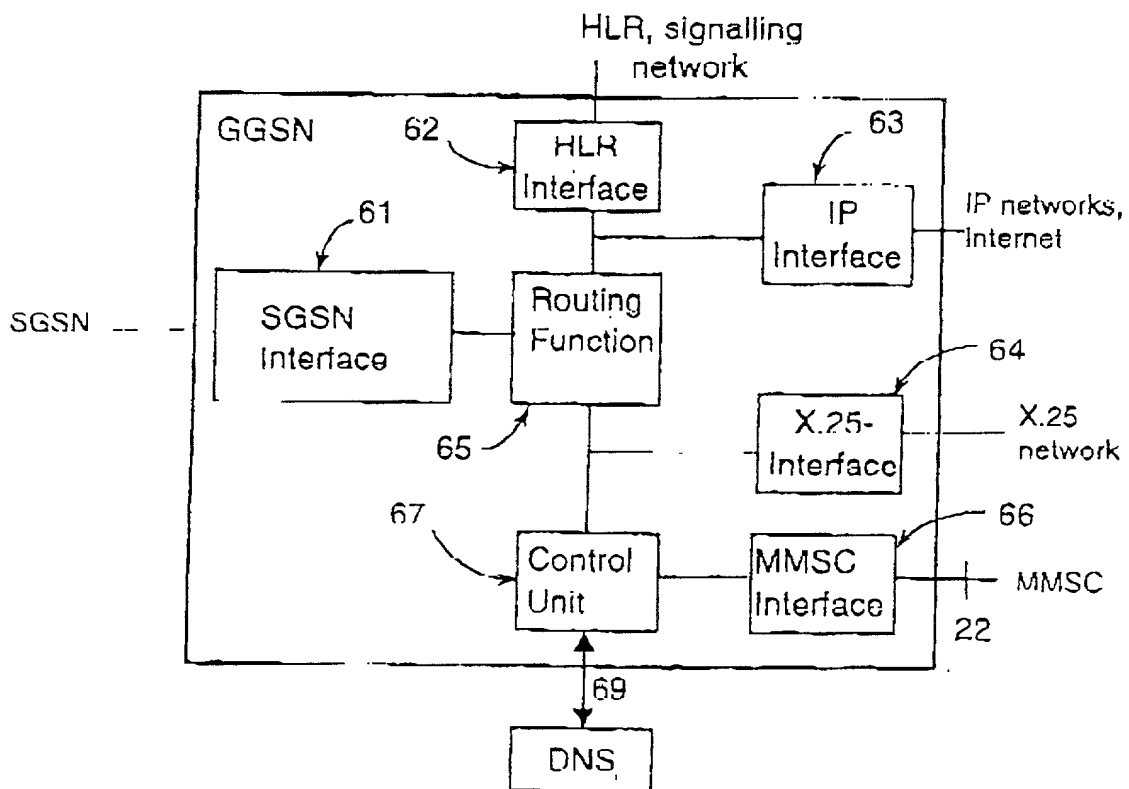 HLR, signalling
network
GGSN
62
HLR
Interface
63
IP
Interface
IP networks,
Internet
61
SGSN
SGSN
Interface
Routing
Function
65
64
X.25-
Interface
X.25
network
67
Control
Unit
66
MMSC
Interface
MMSC
22
69
DNS